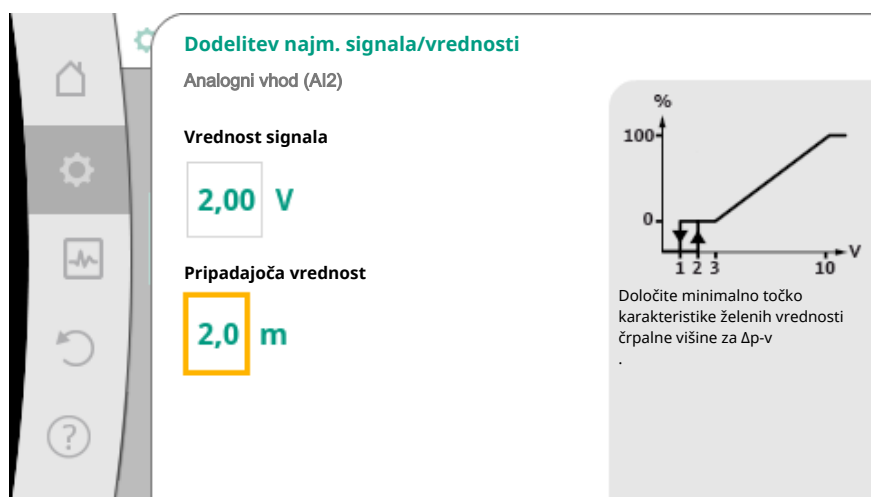 Dodelitev najm. signala/vrednosti
Analogni vhod (AI2)
Vrednost signala
2,00 V
Pripadajoča vrednost
2,0 m
%
100
0
1 2 3 10 V
Določite minimalno točko
karakteristike želenih vrednosti
črpalne višine za Δp-v
.
?